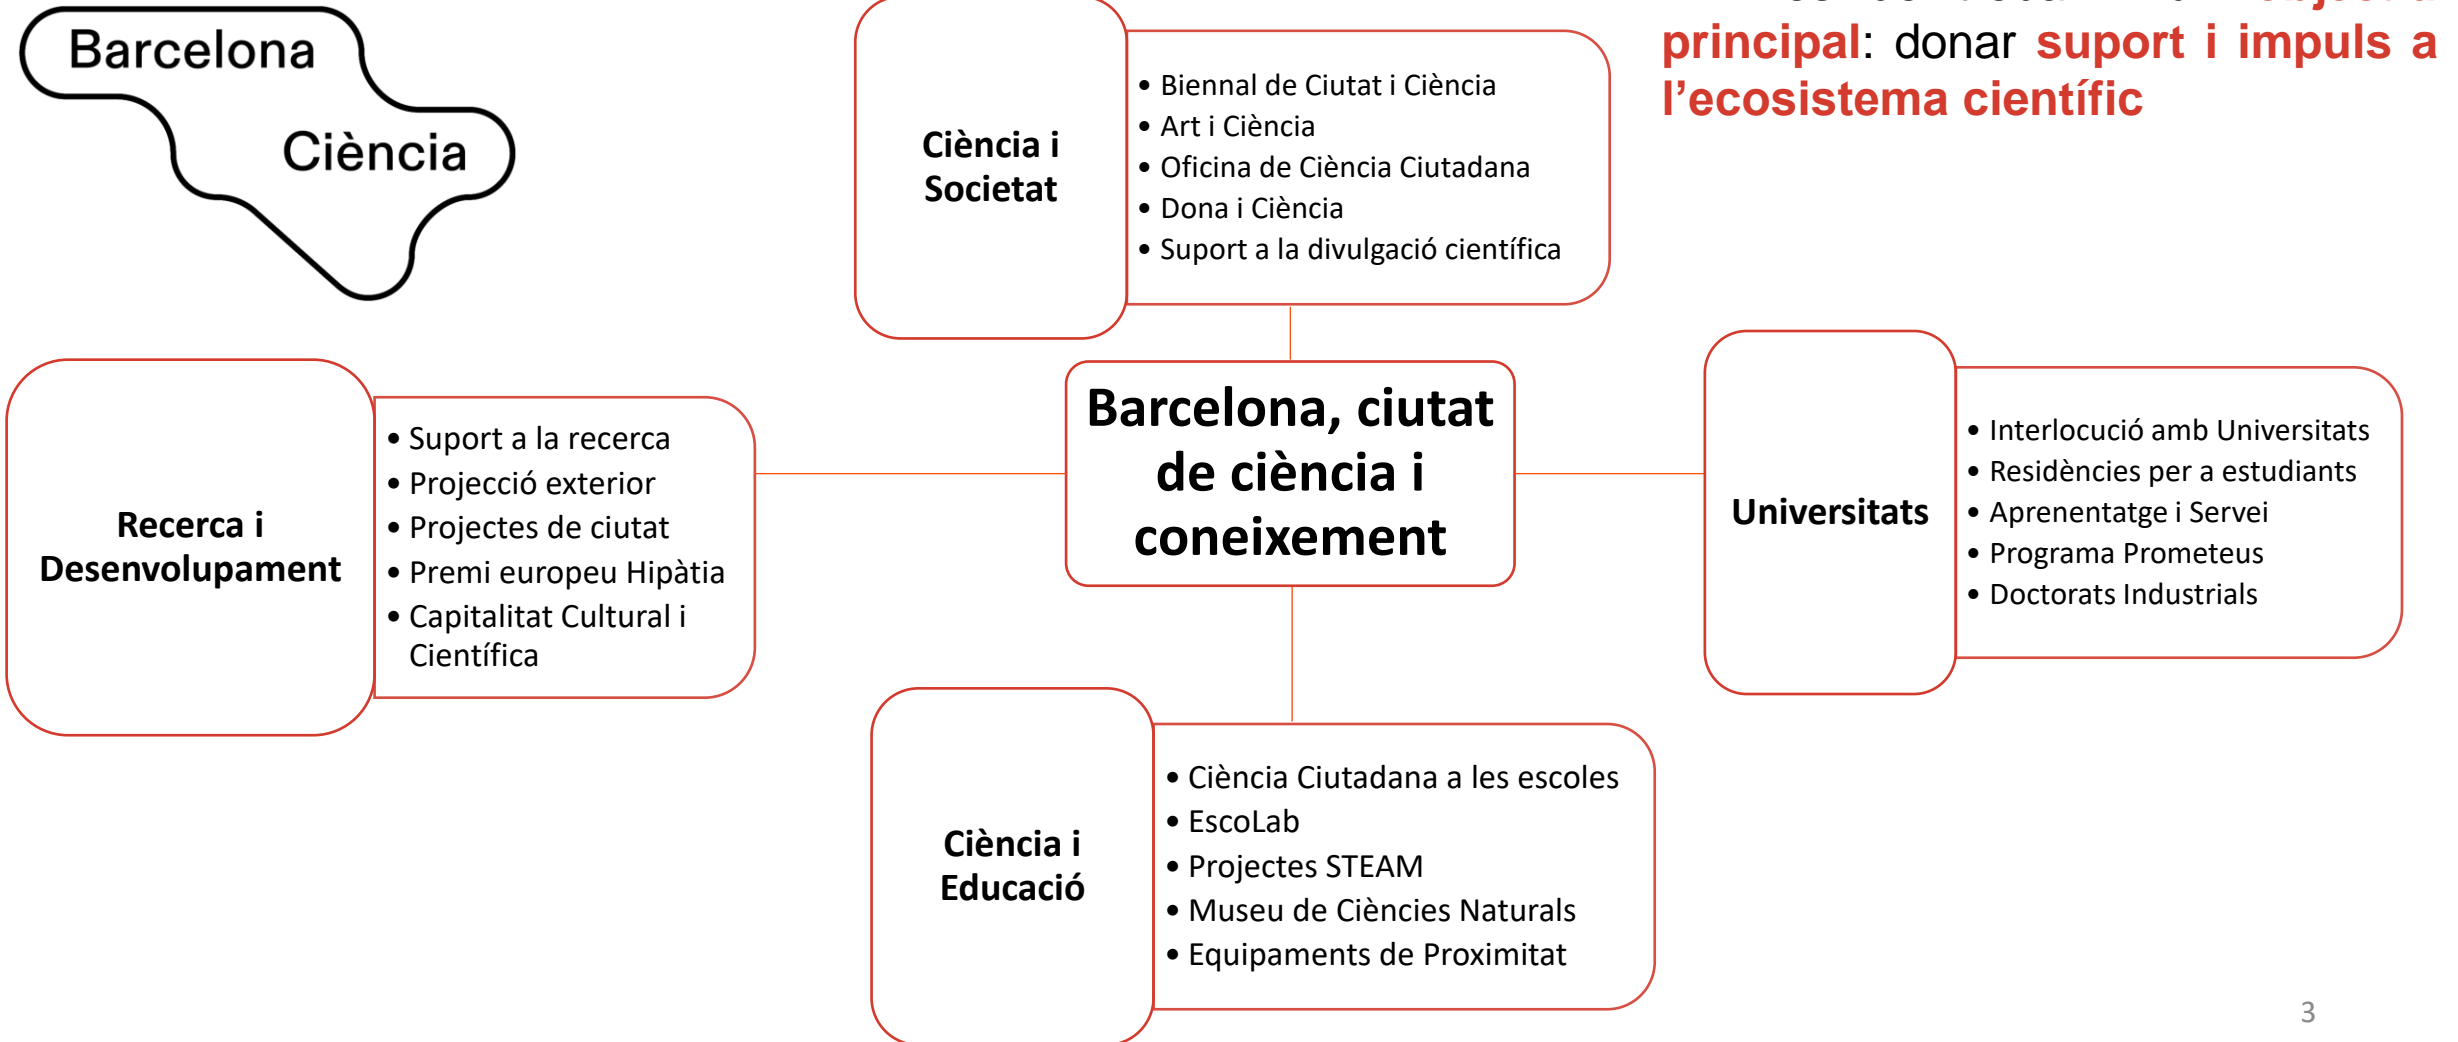 Barcelona
Ciència
principal: donar suport i impuls a
l’ecosistema científic
Ciència i
Societat
• Biennal de Ciutat i Ciència
• Art i Ciència
• Oficina de Ciència Ciutadana
• Dona i Ciència
• Suport a la divulgació científica
Recerca i
Desenvolupament
• Suport a la recerca
• Projecció exterior
• Projectes de ciutat
• Premi europeu Hipàtia
• Capitalitat Cultural i
Científica
Barcelona, ciutat
de ciència i
coneixement
Universitats
• Interlocució amb Universitats
• Residències per a estudiants
• Aprenentatge i Servei
• Programa Prometeus
• Doctorats Industrials
Ciència i
Educació
• Ciència Ciutadana a les escoles
• EscoLab
• Projectes STEAM
• Museu de Ciències Naturals
• Equipaments de Proximitat
3